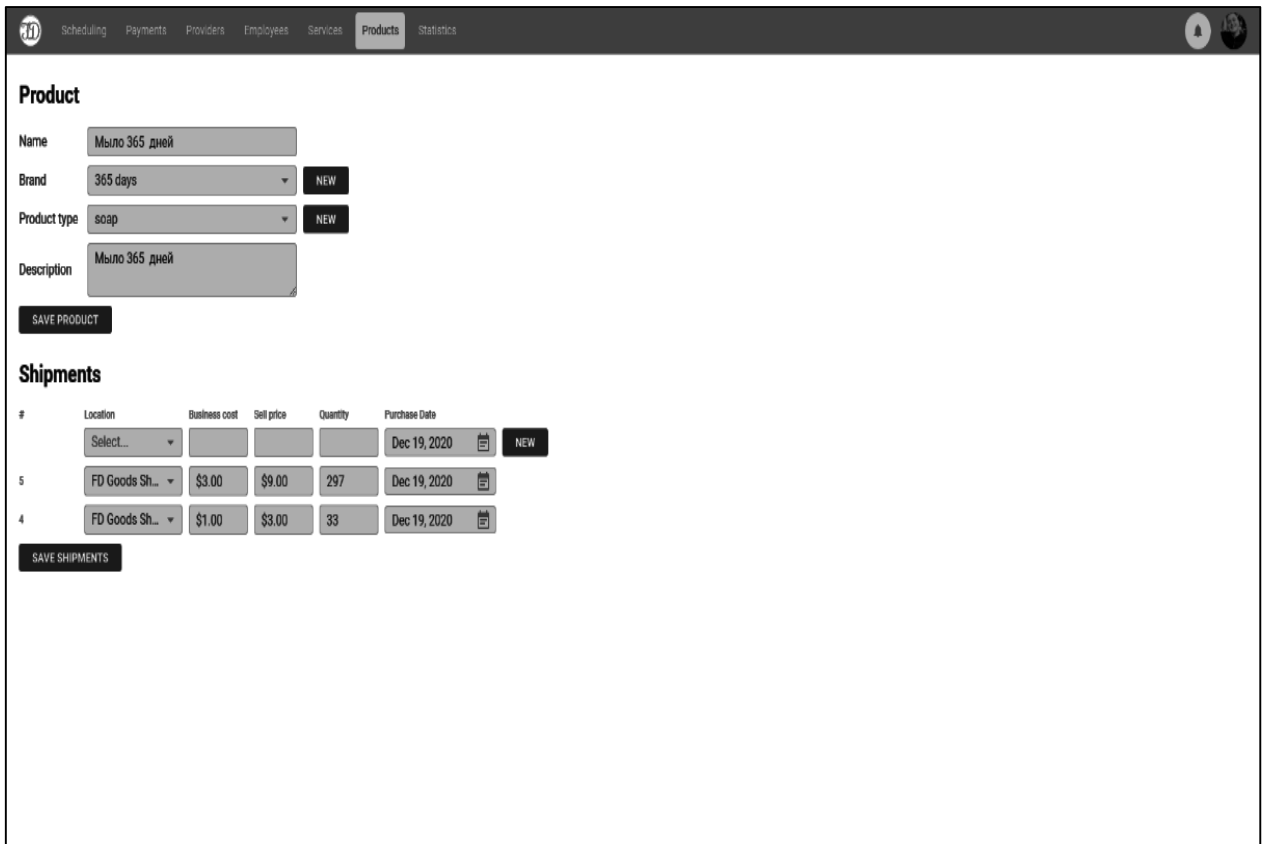 Scheduling Payments Providers Employees Services Products Statistics
Product
Name Мыло 365 дней
Brand 365 days NEW
Product type soap NEW
Description Мыло 365 дней
SAVE PRODUCT
Shipments
# Location Business cost Sell price Quantity Purchase Date
Select... Dec 19, 2020 NEW
5 FD Goods Sh... $3.00 $9.00 297 Dec 19, 2020
4 FD Goods Sh... $1.00 $3.00 33 Dec 19, 2020
SAVE SHIPMENTS